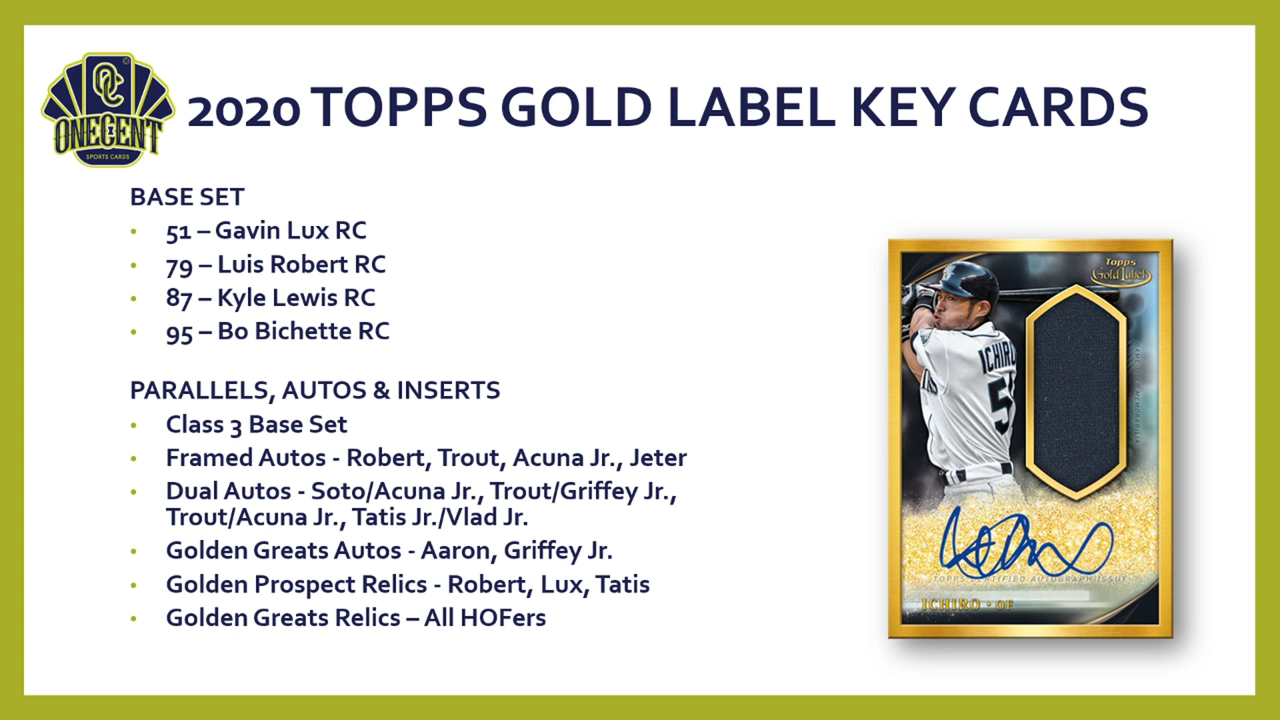 OC
ONECENT
SPORTS CARDS
2020 TOPPS GOLD LABEL KEY CARDS
BASE SET
• 51 – Gavin Lux RC
• 79 – Luis Robert RC
• 87 – Kyle Lewis RC
• 95 – Bo Bichette RC
PARALLELS, AUTOS & INSERTS
• Class 3 Base Set
• Framed Autos - Robert, Trout, Acuna Jr., Jeter
• Dual Autos - Soto/Acuna Jr., Trout/Griffey Jr.,
Trout/Acuna Jr., Tatis Jr./Vlad Jr.
• Golden Greats Autos - Aaron, Griffey Jr.
• Golden Prospect Relics - Robert, Lux, Tatis
• Golden Greats Relics – All HOFers
Topps
Gold Label
ICHIRO
51
TOPPS CERTIFIED AUTOGRAPH ISSUE
ICHIRO • OF